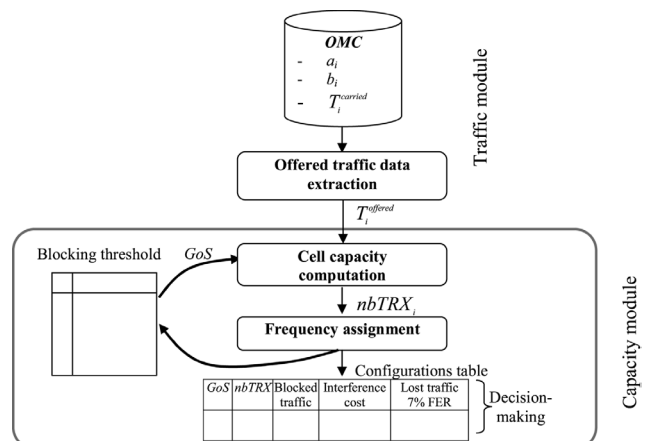 OMC
- a_i
- b_i
- T_i^carried
Traffic module
Offered traffic data
extraction
T_i^offered
Blocking threshold
GoS
Cell capacity
computation
nbTRX_i
Frequency assignment
Configurations table
GoS nbTRX Blocked traffic Interference cost Lost traffic 7% FER
Decision-
making
Capacity module